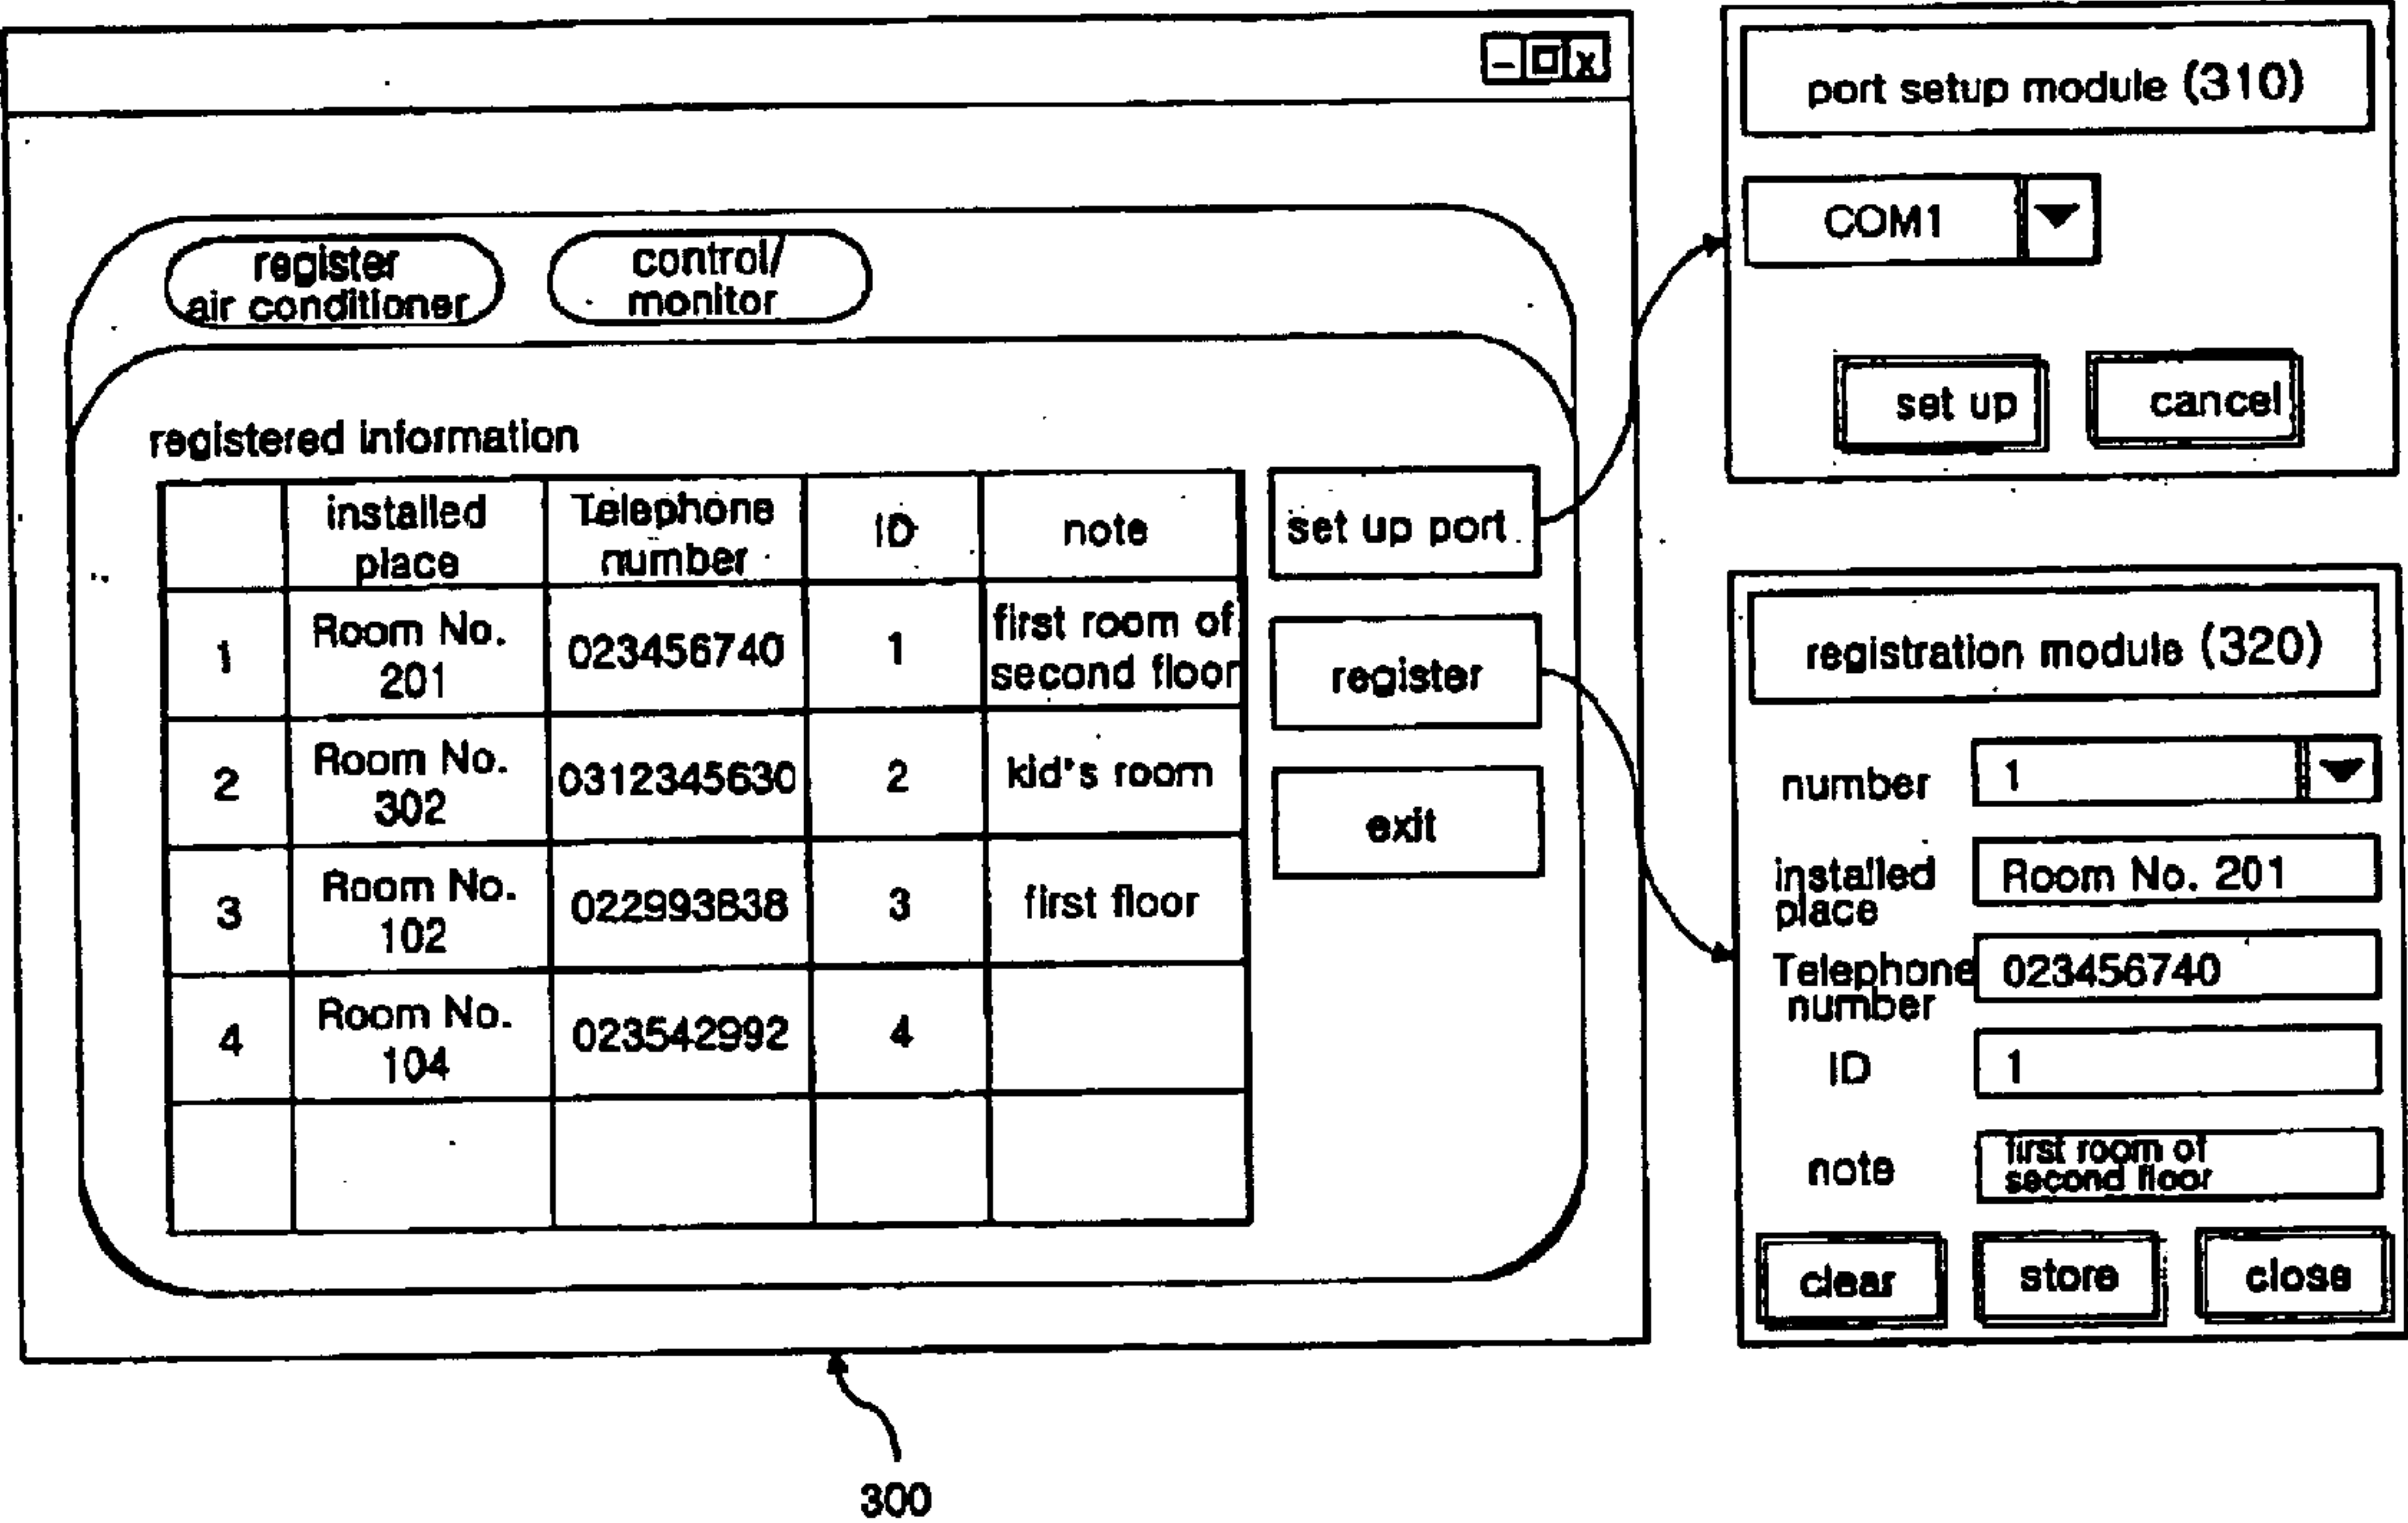 register
air conditioner
control/
monitor
registered information
installed
place
Telephone
number
ID
note
1
Room No.
201
023456740
1
first room of
second floor
2
Room No.
302
0312345630
2
kid's room
3
Room No.
102
022993838
3
first floor
4
Room No.
104
023542992
4
set up port
register
exit
port setup module (310)
COM1
set up
cancel
registration module (320)
number
1
installed
place
Room No. 201
Telephone
number
023456740
ID
1
note
first room of
second floor
clear
store
close
300